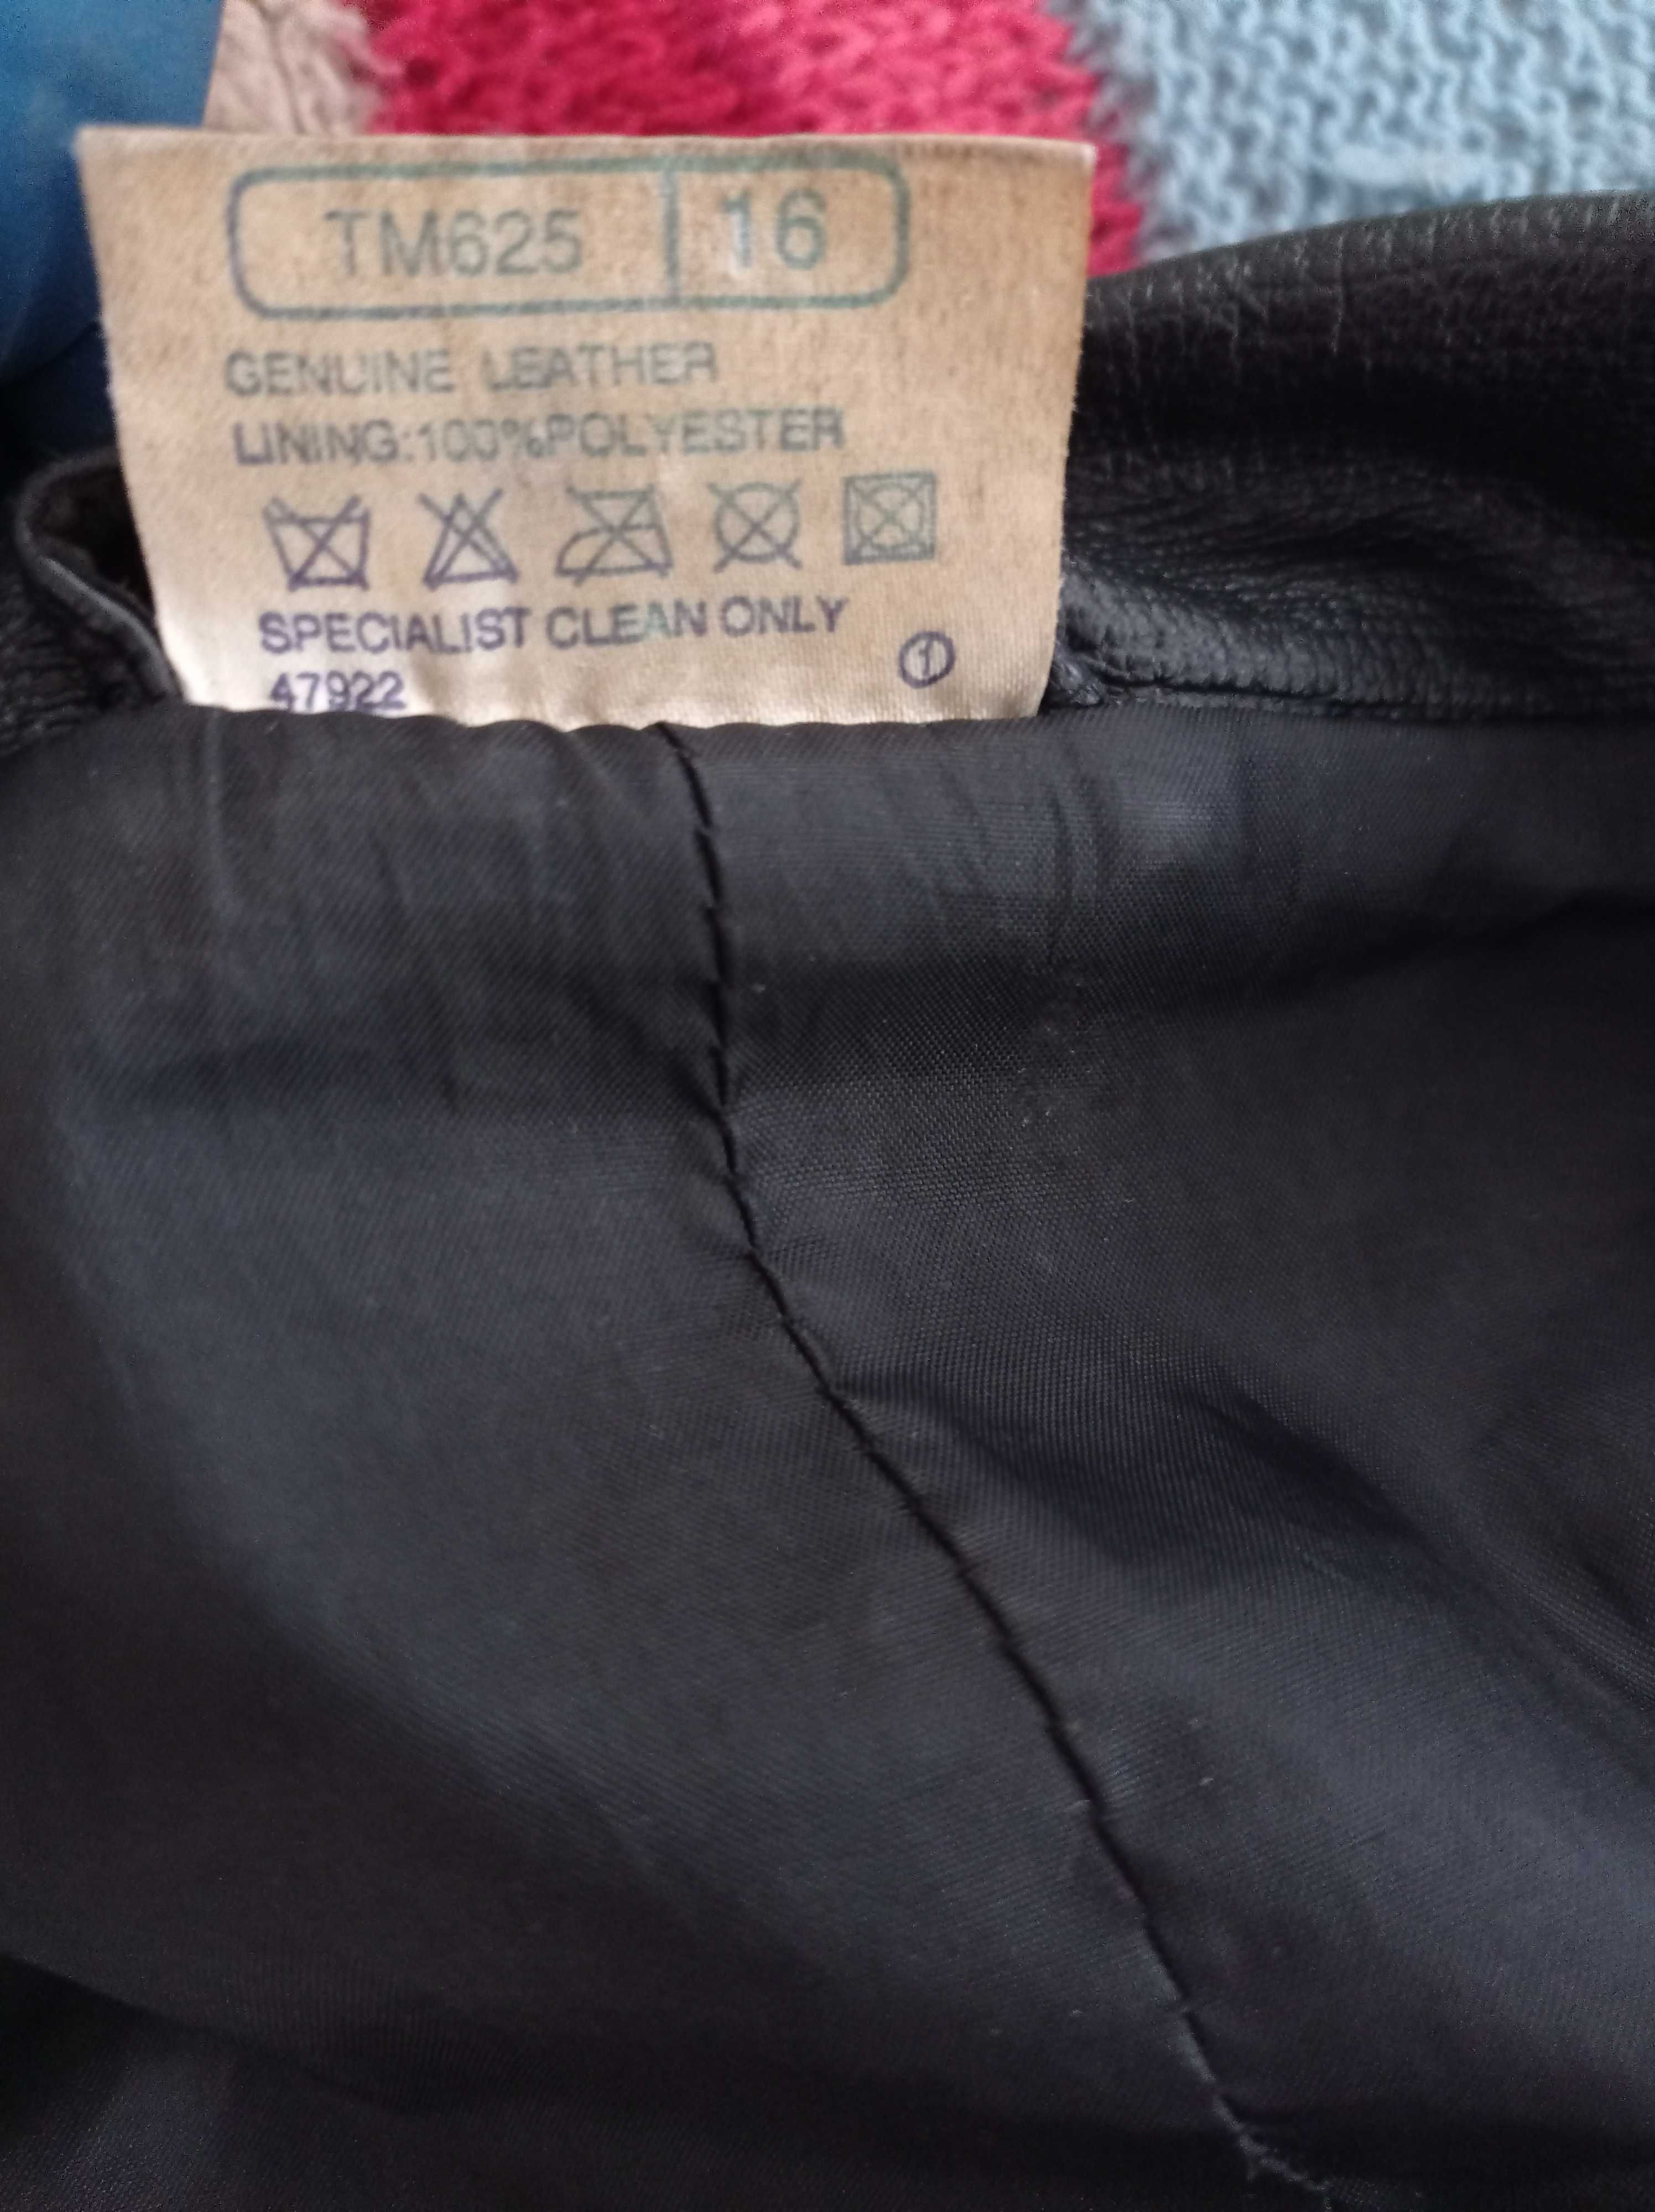 TM625 16
GENUINE LEATHER
LINING:100%POLYESTER
SPECIALIST CLEAN ONLY
47922 1